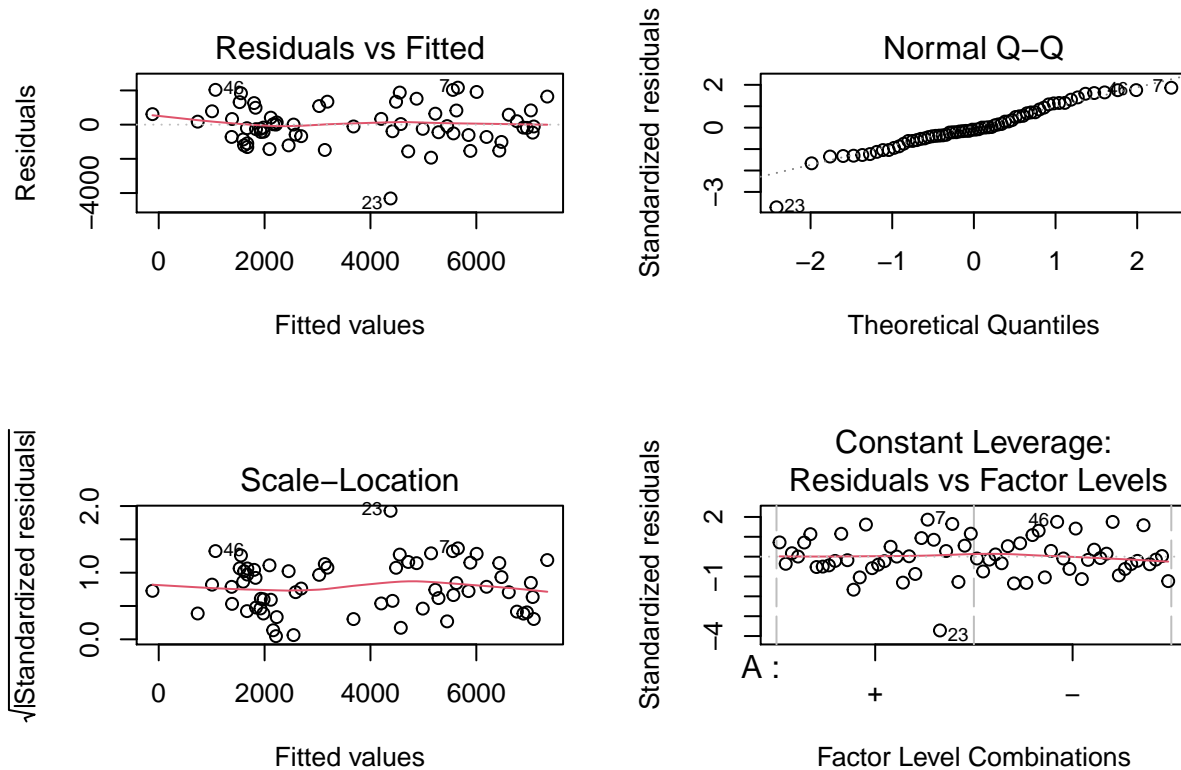 Residuals vs Fitted
Residuals
0
−4000
46
7
23
0 2000 4000 6000
Fitted values
Normal Q−Q
Standardized residuals
2
0
−3
46
7
23
−2 −1 0 1 2
Theoretical Quantiles
Scale−Location
√|Standardized residuals|
2.0
1.0
0.0
23
46
7
0 2000 4000 6000
Fitted values
Constant Leverage:
Residuals vs Factor Levels
Standardized residuals
2
−1
−4
7
46
23
A :
+ −
Factor Level Combinations